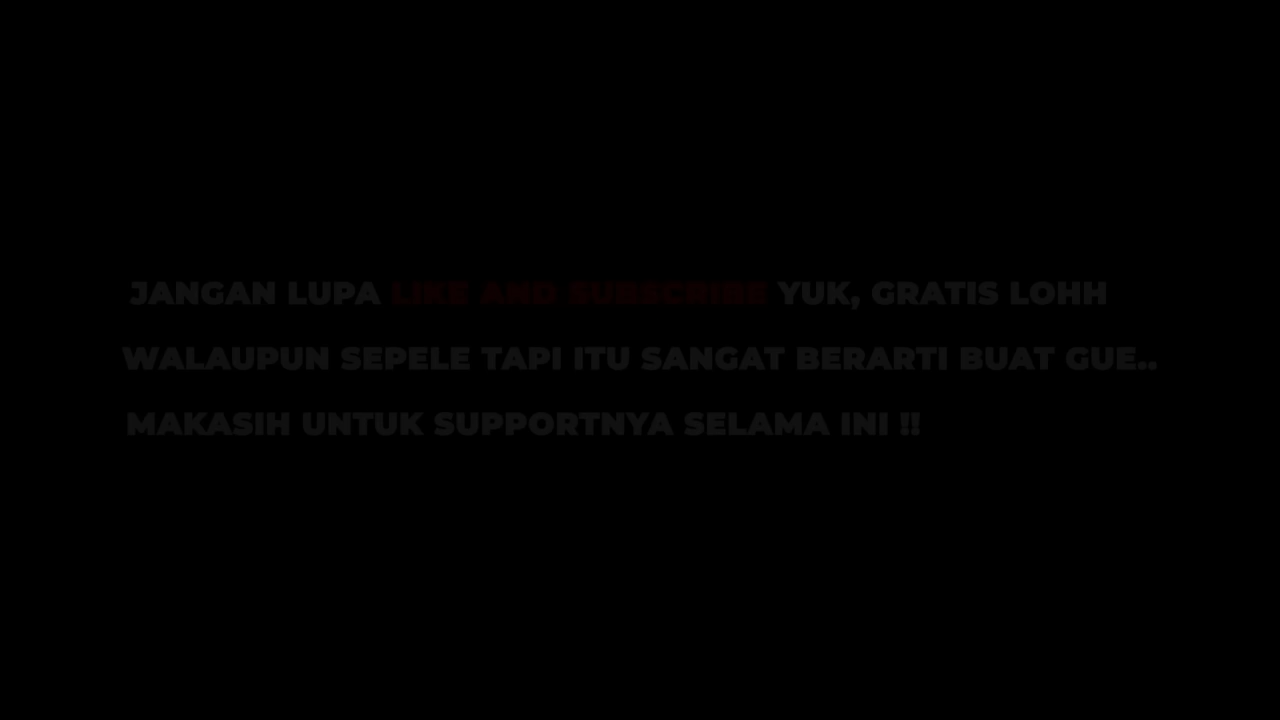 JANGAN LUPA LIKE AND SUBSCRIBE YUK, GRATIS LOHH
WALAUPUN SEPELE TAPI ITU SANGAT BERARTI BUAT GUE..
MAKASIH UNTUK SUPPORTNYA SELAMA INI !!